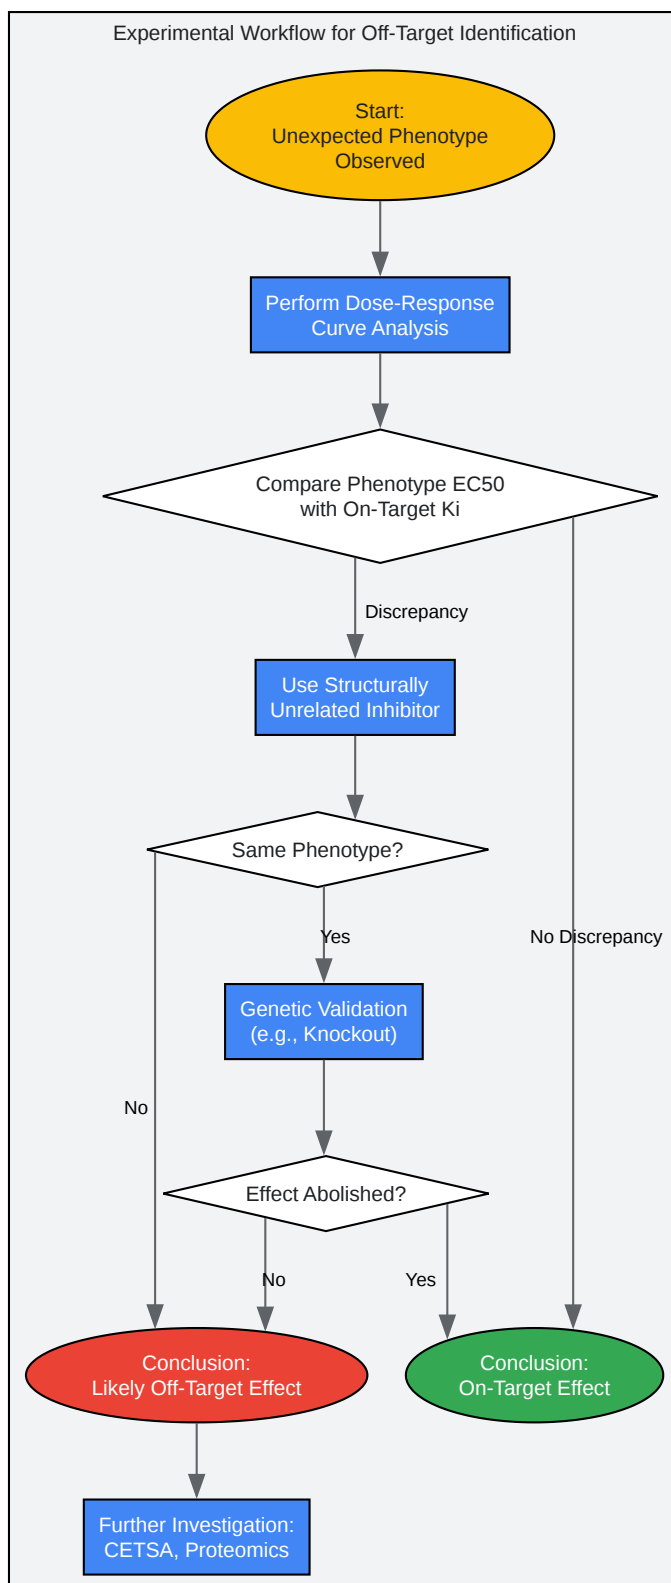 Experimental Workflow for Off-Target Identification
Start:
Unexpected Phenotype
Observed
Perform Dose-Response
Curve Analysis
Compare Phenotype EC50
with On-Target Ki
Discrepancy
Use Structurally
Unrelated Inhibitor
Same Phenotype?
Yes
No Discrepancy
Genetic Validation
(e.g., Knockout)
No
Effect Abolished?
No
Yes
Conclusion:
Likely Off-Target Effect
Conclusion:
On-Target Effect
Further Investigation:
CETSA, Proteomics